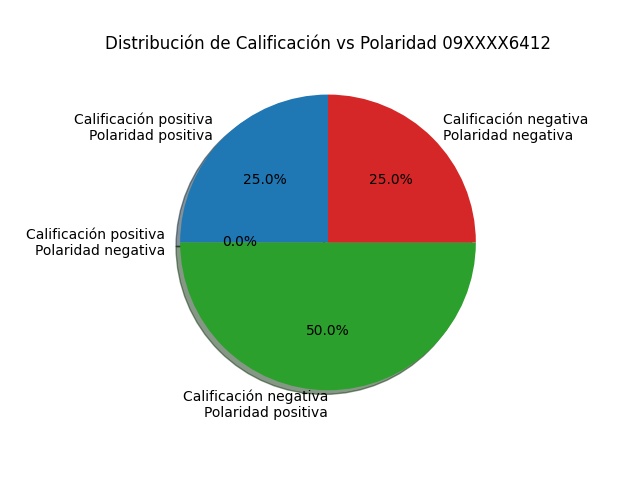 Distribución de Calificación vs Polaridad 09XXXX6412
Calificación positiva
Polaridad positiva
Calificación negativa
Polaridad negativa
25.0%
25.0%
Calificación positiva
Polaridad negativa
0.0%
50.0%
Calificación negativa
Polaridad positiva